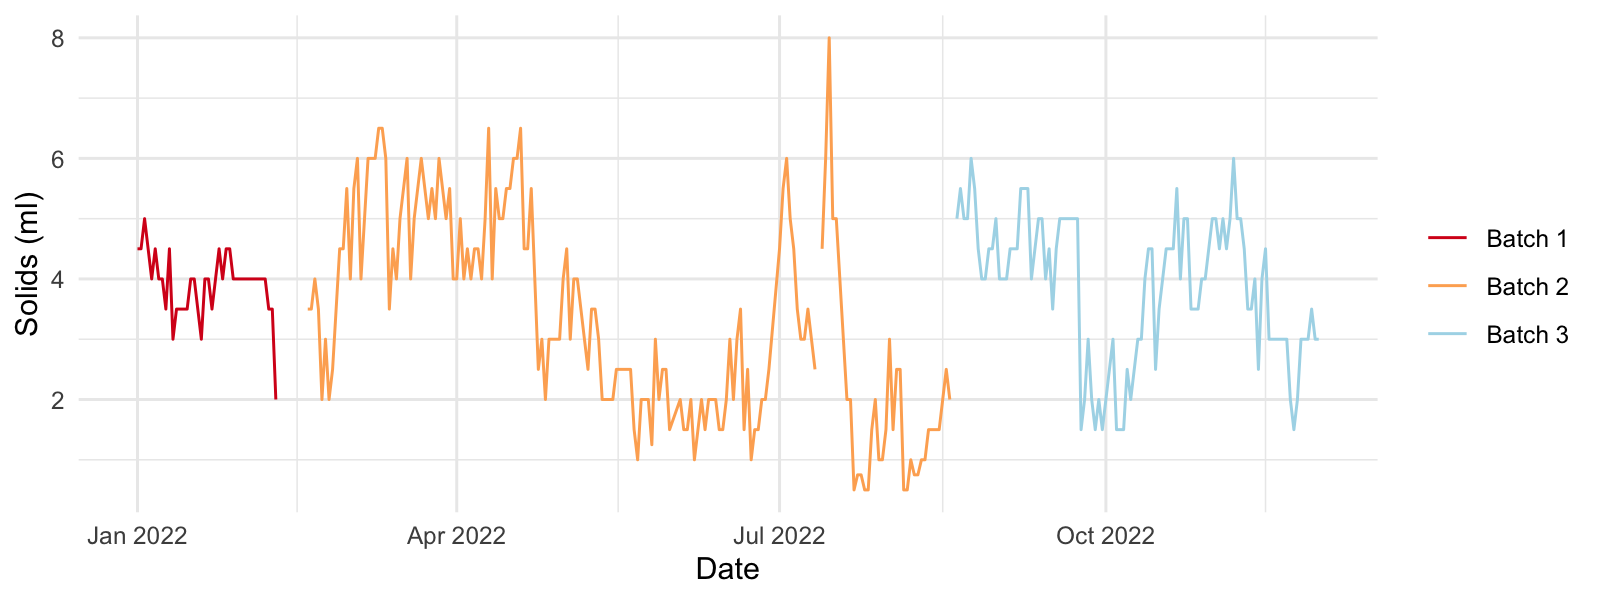 Solids (ml)
8
6
4
2
Jan 2022
Apr 2022
Jul 2022
Oct 2022
Date
Batch 1
Batch 2
Batch 3